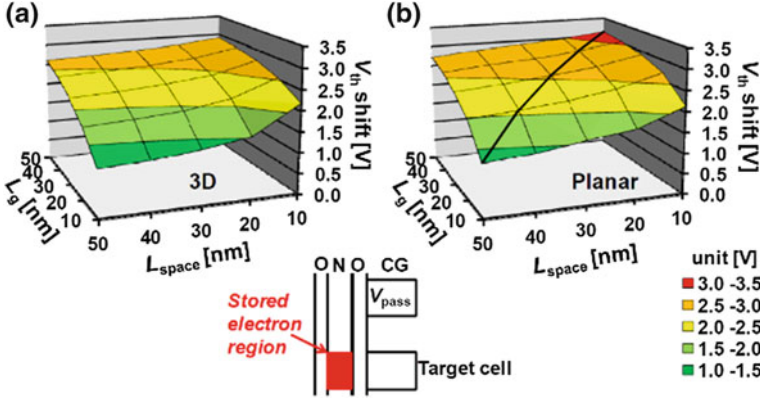 (a)
3.5
3.0
2.5
2.0
1.5
1.0
0.5
0.0
Vth shift [V]
50
40
30
20
10
Lg [nm]
3D
50
40
30
20
10
Lspace [nm]
(b)
3.5
3.0
2.5
2.0
1.5
1.0
0.5
0.0
Vth shift [V]
50
40
30
20
10
Lg [nm]
Planar
50
40
30
20
10
Lspace [nm]
O N O CG
Vpass
Stored
electron
region
Target cell
unit [V]
3.0 -3.5
2.5 -3.0
2.0 -2.5
1.5 -2.0
1.0 -1.5